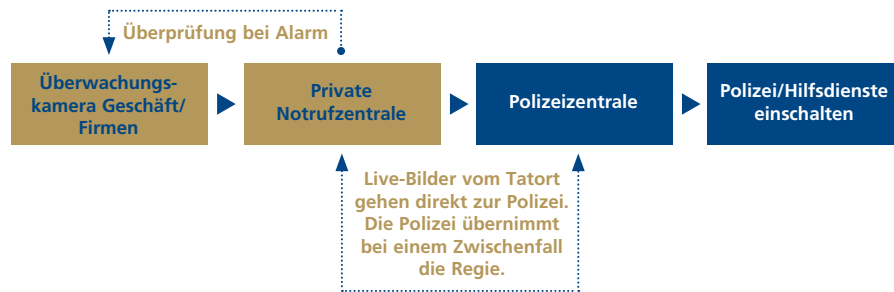 Überprüfung bei Alarm
Überwachungs-
kamera Geschäft/
Firmen
Private
Notrufzentrale
Polizeizentrale
Polizei/Hilfsdienste
einschalten
Live-Bilder vom Tatort
gehen direkt zur Polizei.
Die Polizei übernimmt
bei einem Zwischenfall
die Regie.